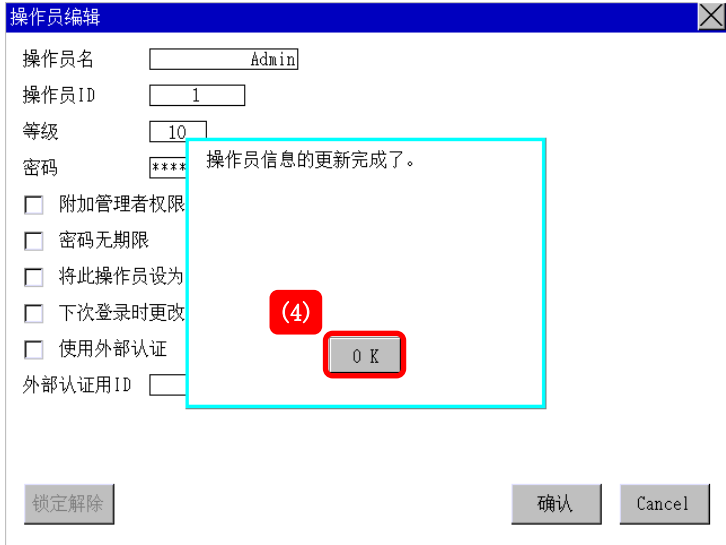 操作员编辑
操作员名 Admin
操作员ID 1
等级 10
密码 ****
操作员信息的更新完成了。
附加管理者权限
密码无期限
将此操作员设为
下次登录时更改
(4)
使用外部认证
O K
外部认证用ID
锁定解除 确认 Cancel